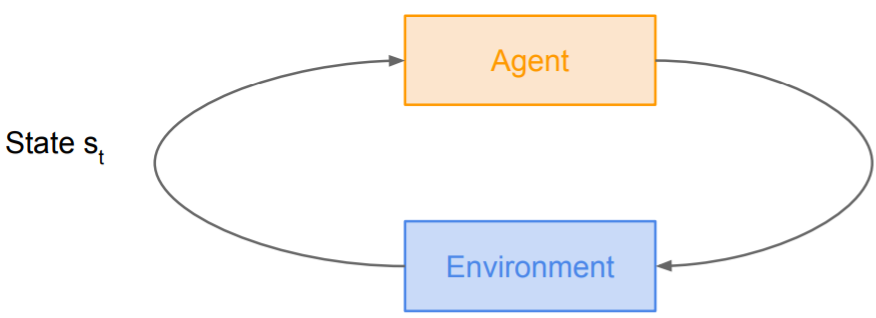 Agent
State sₜ
Environment